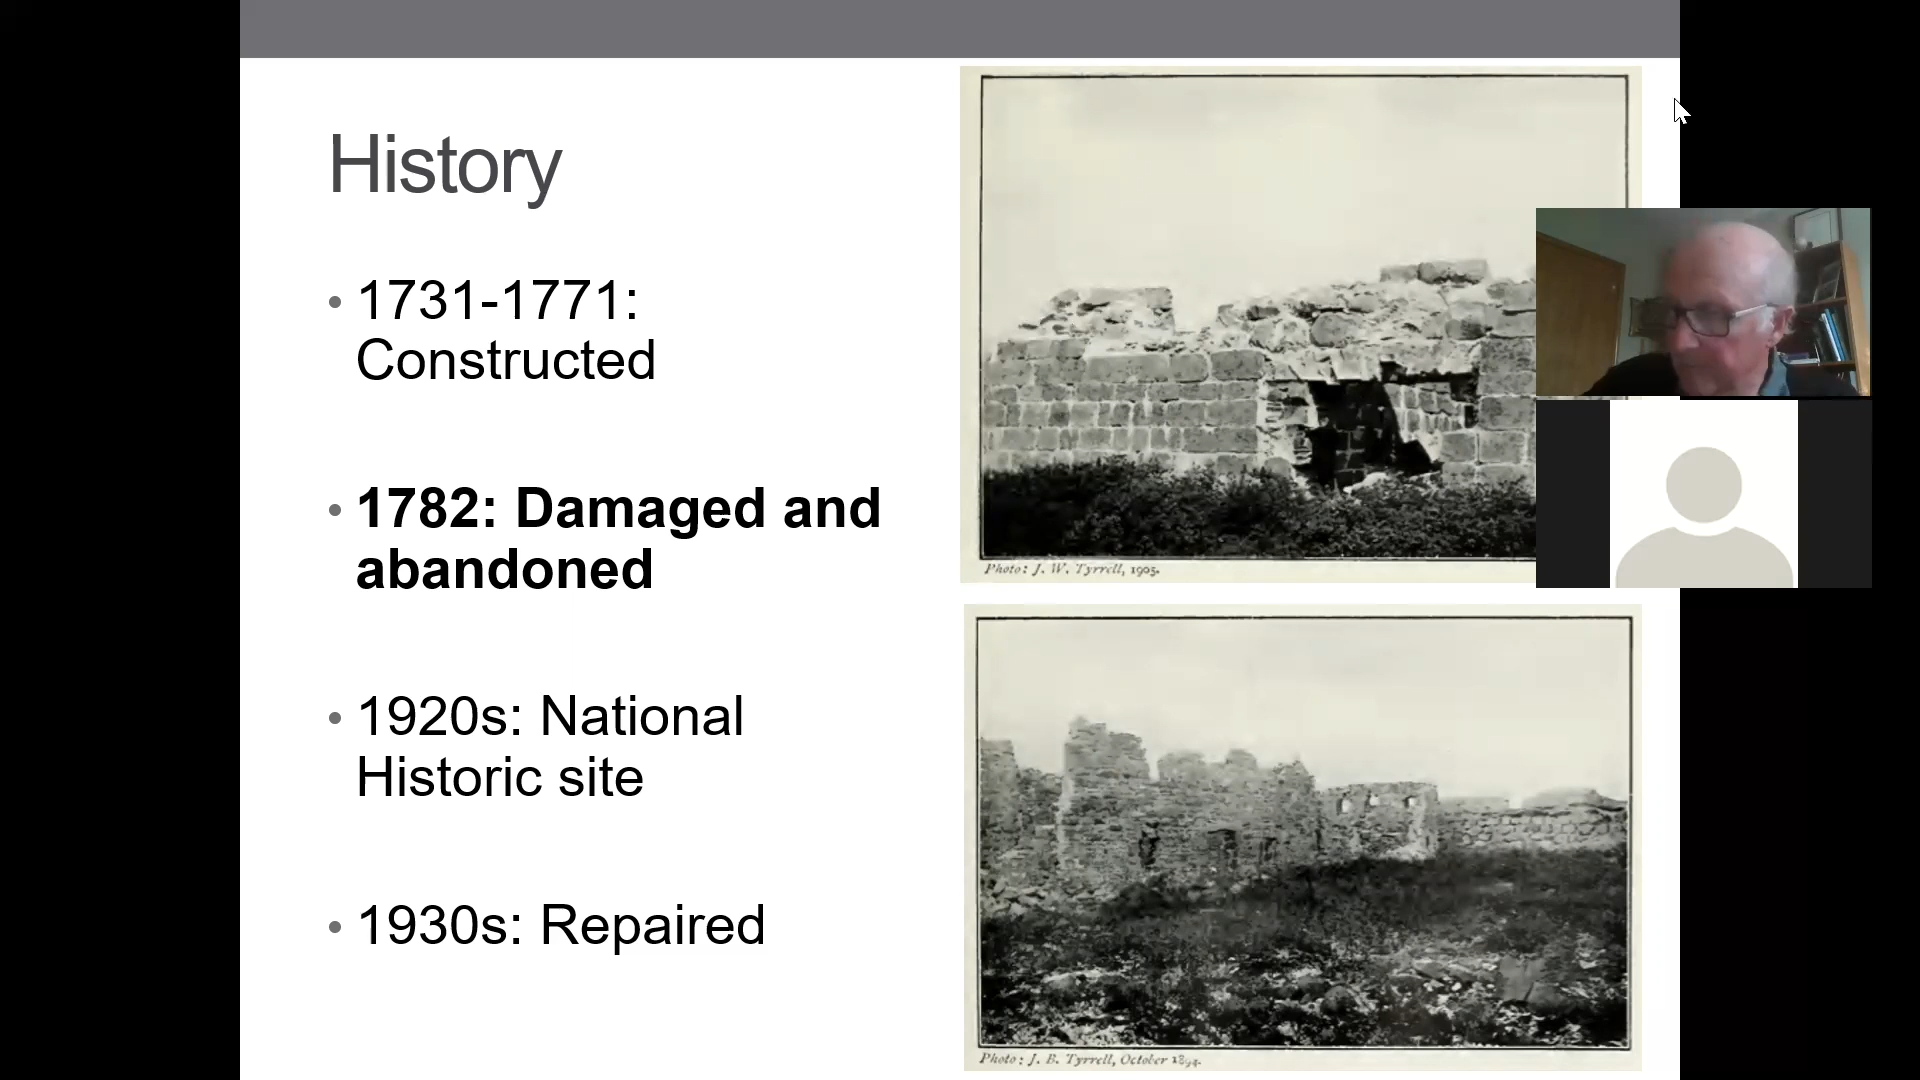 History
• 1731-1771:
Constructed
• 1782: Damaged and
abandoned
• 1920s: National
Historic site
• 1930s: Repaired
Photo: J. W. Tyrrell, 1905.
Photo: J. B. Tyrrell, October 1894.